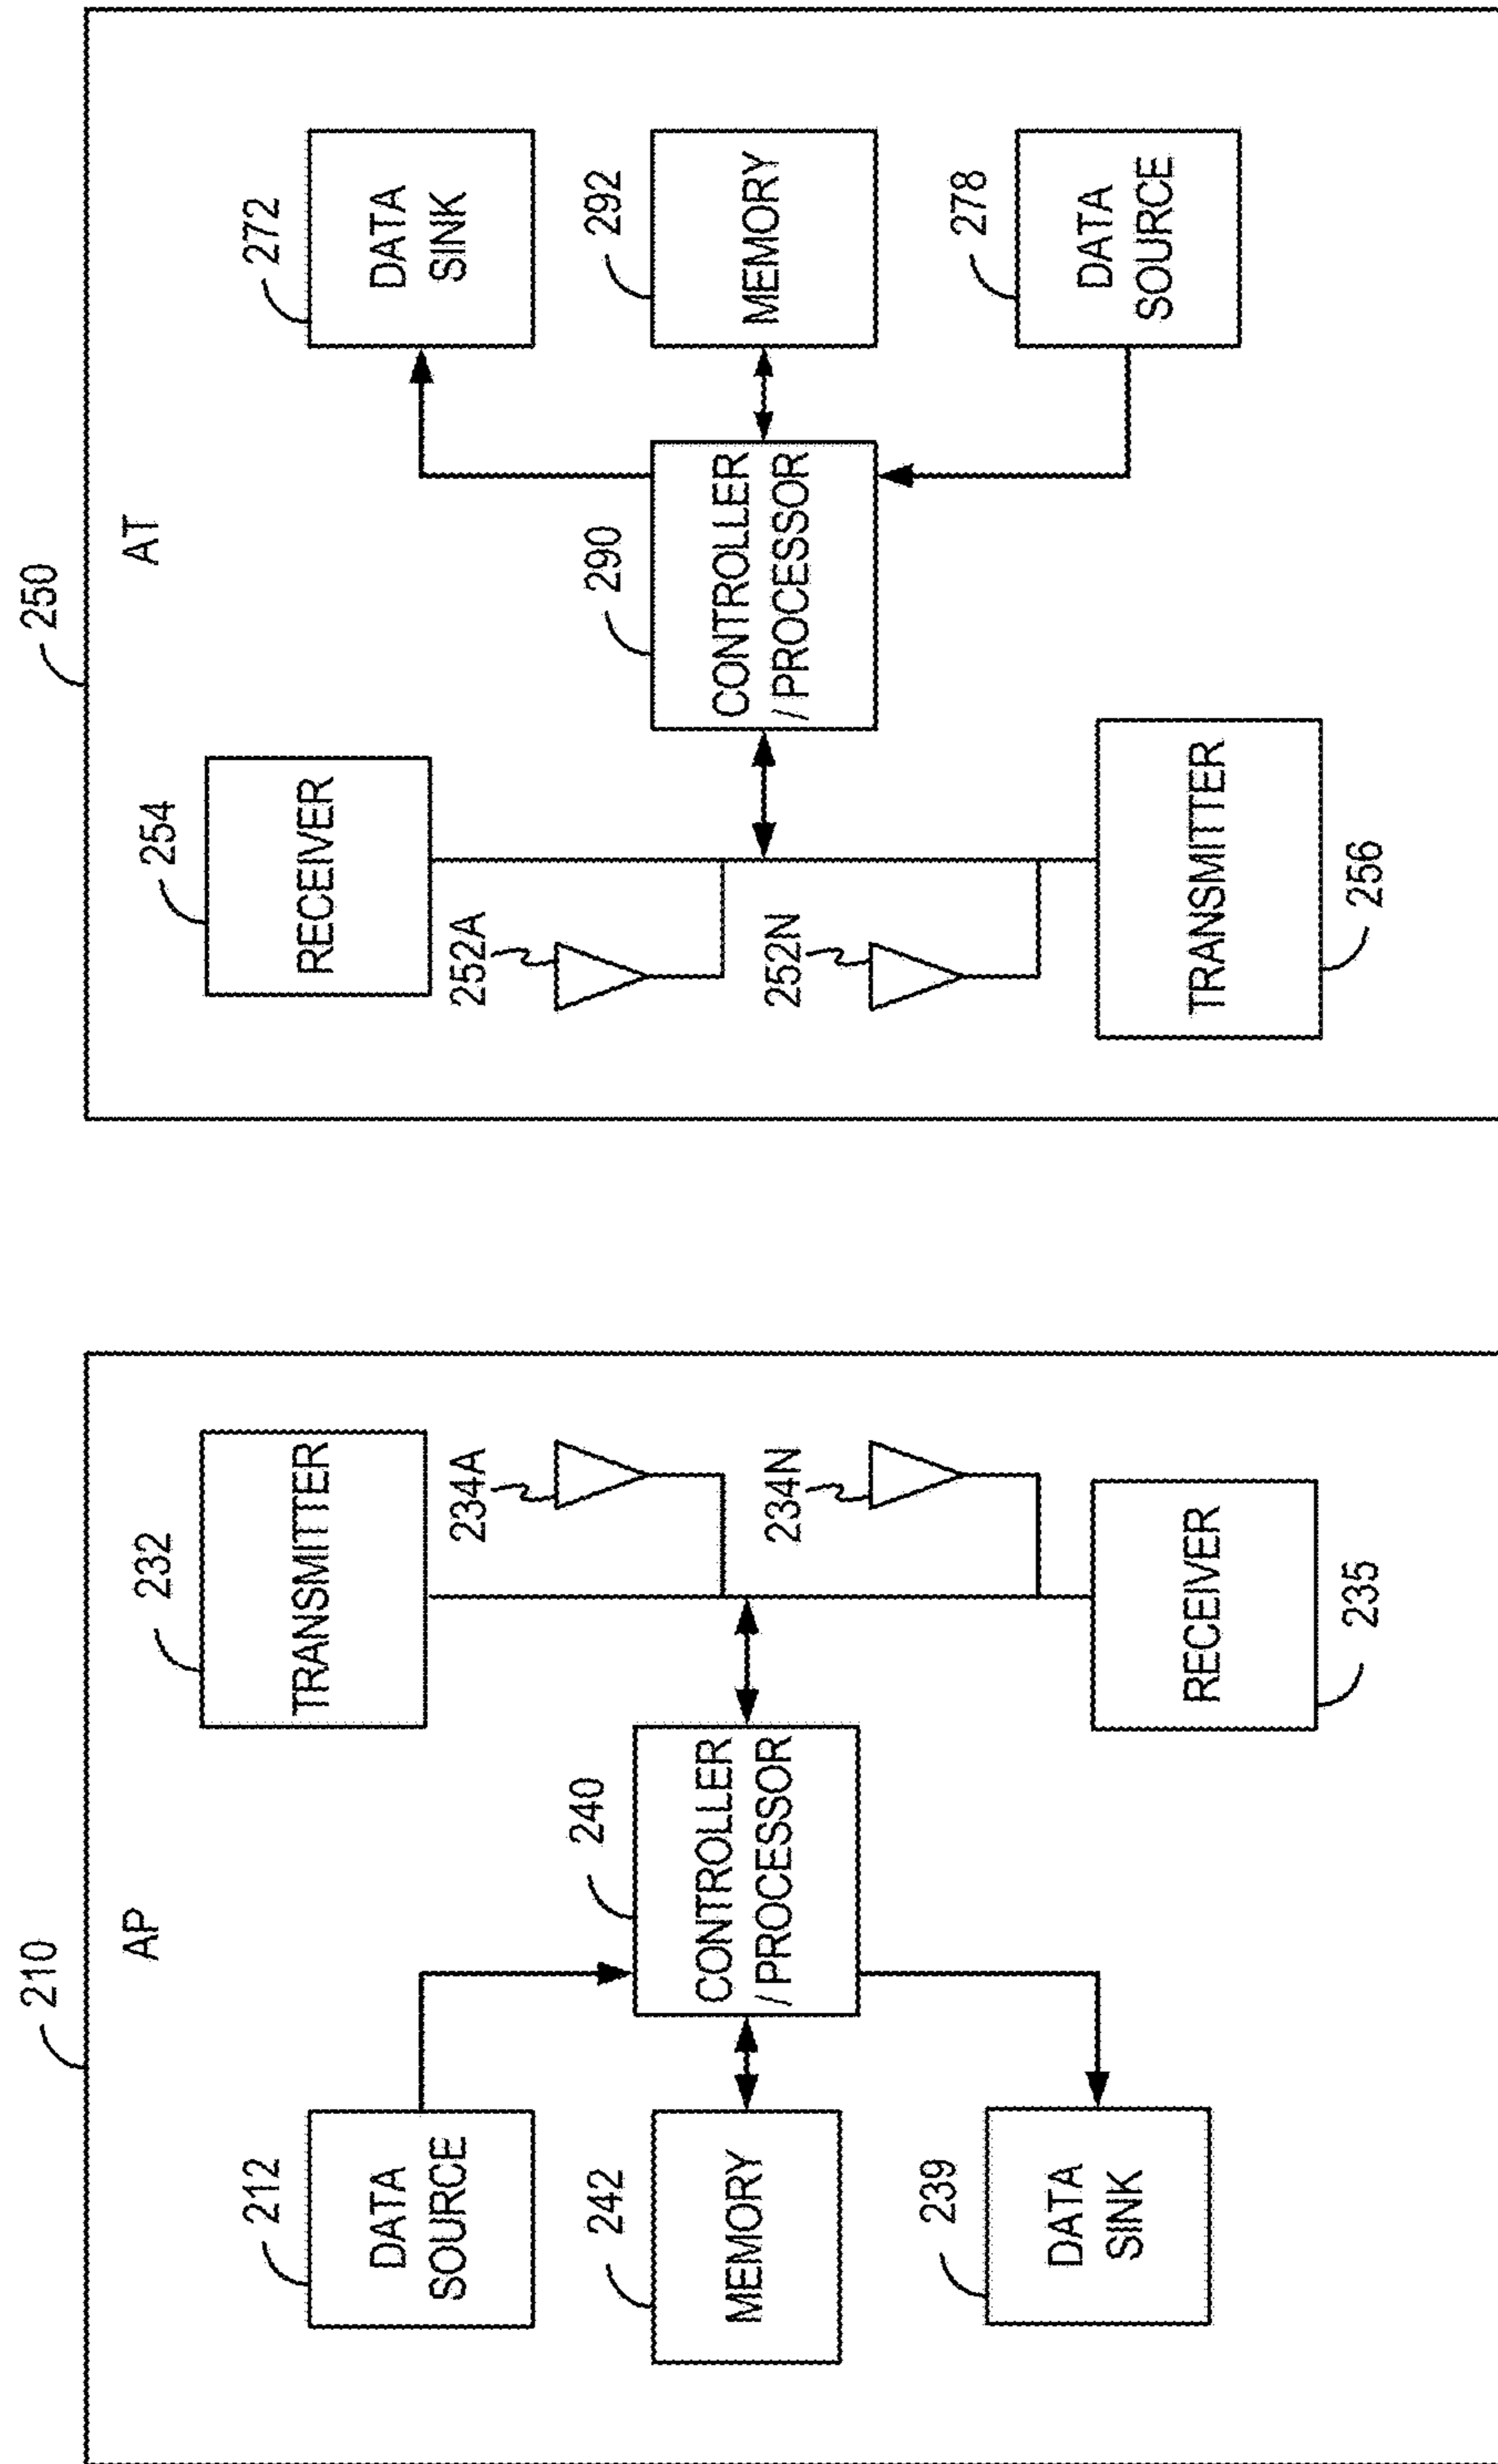 210
AP
212
DATA
SOURCE
242
MEMORY
239
DATA
SINK
240
CONTROLLER
/ PROCESSOR
232
TRANSMITTER
234A
234N
RECEIVER
235
250
AT
254
RECEIVER
252A
252N
TRANSMITTER
256
290
CONTROLLER
/ PROCESSOR
272
DATA
SINK
292
MEMORY
278
DATA
SOURCE